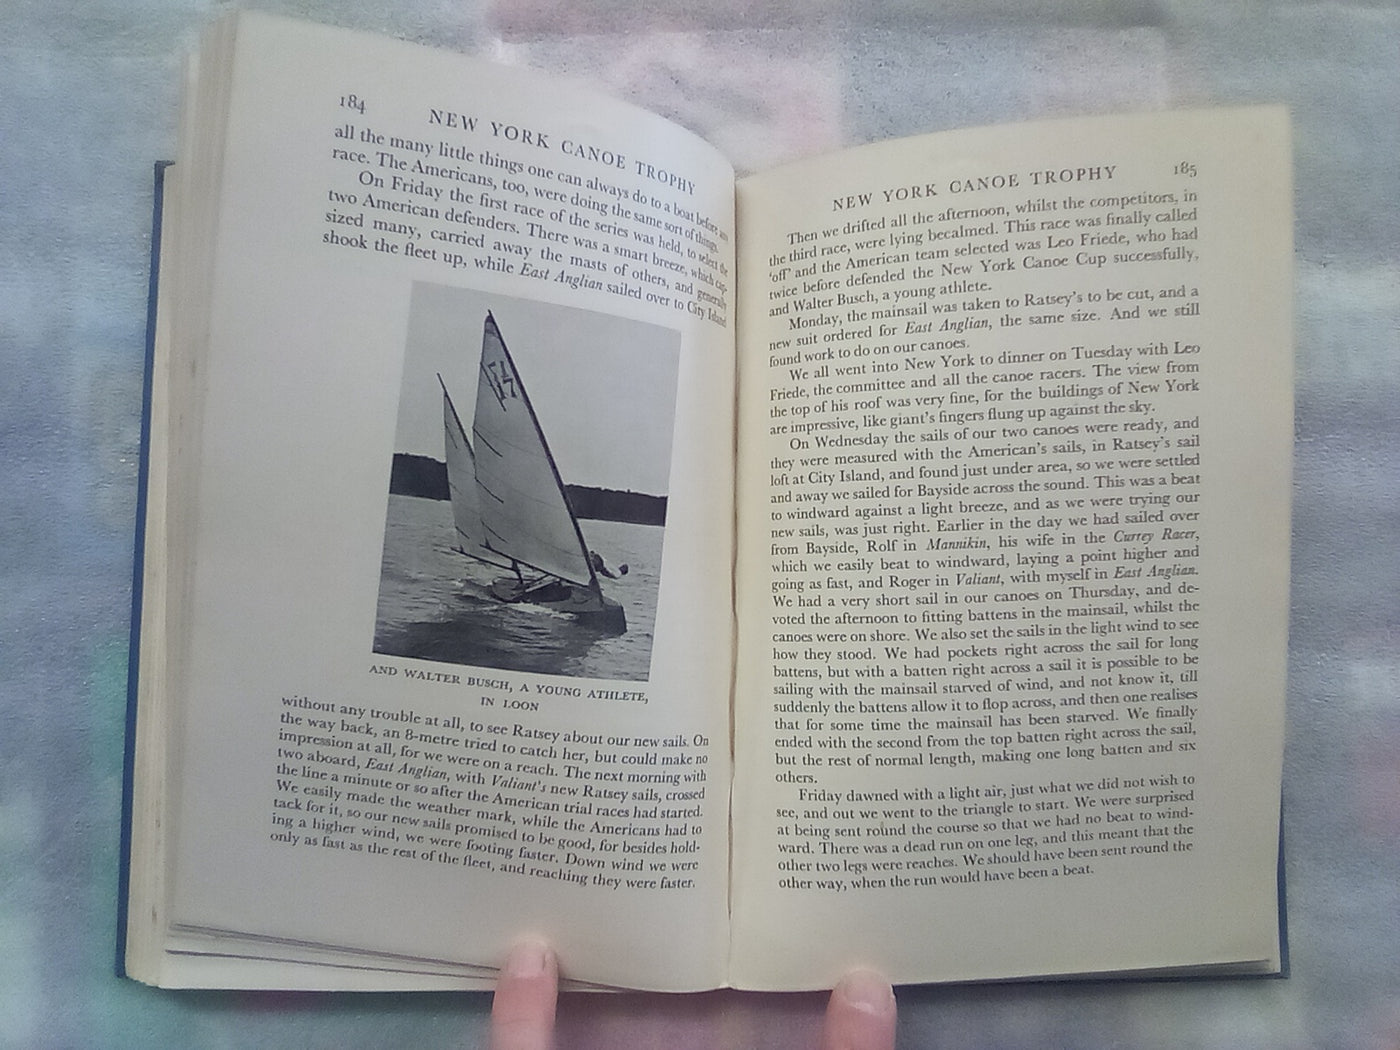 184
NEW YORK CANOE TROPHY
all the many little things one can always do to a boat before any
race. The Americans, too, were doing the same sort of things.
On Friday the first race of the series was held, to select the
two American defenders. There was a smart breeze, which cap-
sized many, carried away the masts of others, and generally
shook the fleet up, while East Anglian sailed over to City Island
AND WALTER BUSCH, A YOUNG ATHLETE,
IN LOON
without any trouble at all, to see Ratsey about our new sails. On
the way back, an 8-metre tried to catch her, but could make no
impression at all, for we were on a reach. The next morning with
two aboard, East Anglian, with Valiant's new Ratsey sails, crossed
the line a minute or so after the American trial races had started.
We easily made the weather mark, while the Americans had to
tack for it, so our new sails promised to be good, for besides hold-
ing a higher wind, we were footing faster. Down wind we were
only as fast as the rest of the fleet, and reaching they were faster.
NEW YORK CANOE TROPHY
185
Then we drifted all the afternoon, whilst the competitors, in
the third race, were lying becalmed. This race was finally called
'off' and the American team selected was Leo Friede, who had
twice before defended the New York Canoe Cup successfully,
and Walter Busch, a young athlete.
Monday, the mainsail was taken to Ratsey's to be cut, and a
new suit ordered for East Anglian, the same size. And we still
found work to do on our canoes.
We all went into New York to dinner on Tuesday with Leo
Friede, the committee and all the canoe racers. The view from
the top of his roof was very fine, for the buildings of New York
are impressive, like giant's fingers flung up against the sky.
On Wednesday the sails of our two canoes were ready, and
they were measured with the American's sails, in Ratsey's sail
loft at City Island, and found just under area, so we were settled
and away we sailed for Bayside across the sound. This was a beat
to windward against a light breeze, and as we were trying our
new sails, was just right. Earlier in the day we had sailed over
from Bayside, Rolf in Mannikin, his wife in the Currey Racer,
which we easily beat to windward, laying a point higher and
going as fast, and Roger in Valiant, with myself in East Anglian.
We had a very short sail in our canoes on Thursday, and de-
voted the afternoon to fitting battens in the mainsail, whilst the
canoes were on shore. We also set the sails in the light wind to see
how they stood. We had pockets right across the sail for long
battens, but with a batten right across a sail it is possible to be
sailing with the mainsail starved of wind, and not know it, till
suddenly the battens allow it to flop across, and then one realises
that for some time the mainsail has been starved. We finally
ended with the second from the top batten right across the sail,
but the rest of normal length, making one long batten and six
others.
Friday dawned with a light air, just what we did not wish to
see, and out we went to the triangle to start. We were surprised
at being sent round the course so that we had no beat to wind-
ward. There was a dead run on one leg, and this meant that the
other two legs were reaches. We should have been sent round the
other way, when the run would have been a beat.